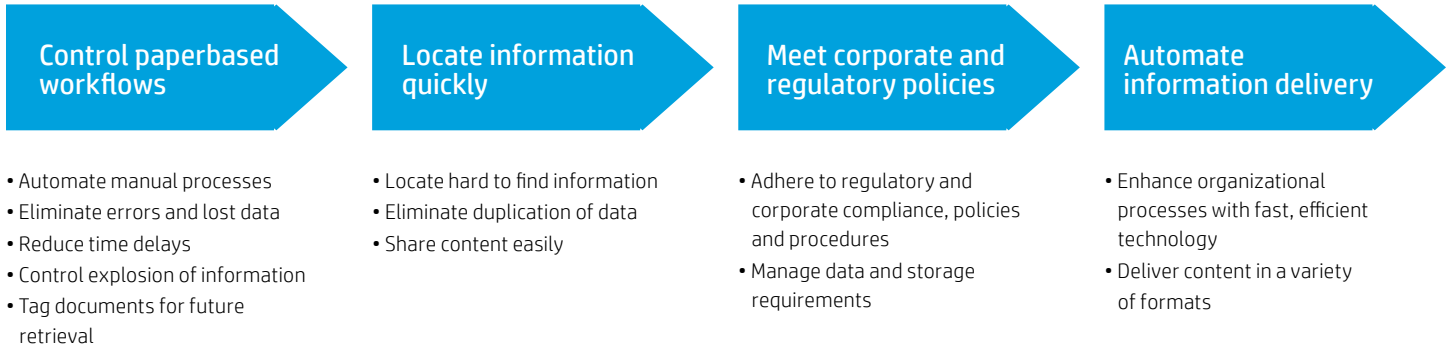 Control paperbased
workflows
• Automate manual processes
• Eliminate errors and lost data
• Reduce time delays
• Control explosion of information
• Tag documents for future
retrieval
Locate information
quickly
• Locate hard to find information
• Eliminate duplication of data
• Share content easily
Meet corporate and
regulatory policies
• Adhere to regulatory and
corporate compliance, policies
and procedures
• Manage data and storage
requirements
Automate
information delivery
• Enhance organizational
processes with fast, efficient
technology
• Deliver content in a variety
of formats